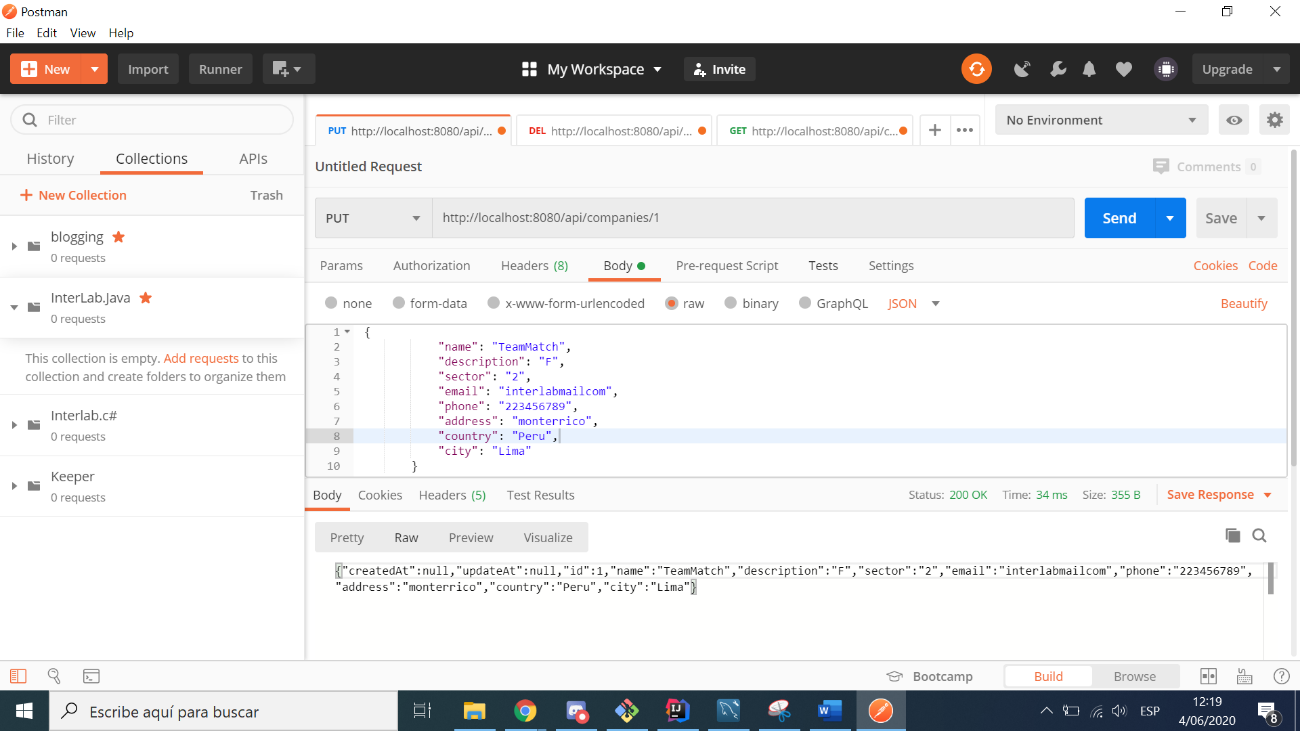 Postman
File Edit View Help
New Import Runner My Workspace Invite Upgrade
Filter
History Collections APIs
+ New Collection Trash
blogging
0 requests
InterLab.Java
0 requests
This collection is empty. Add requests to this
collection and create folders to organize them
Interlab.c#
0 requests
Keeper
0 requests
PUT http://localhost:8080/api/... DEL http://localhost:8080/api/... GET http://localhost:8080/api/c... + ••• No Environment
Untitled Request Comments 0
PUT http://localhost:8080/api/companies/1 Send Save
Params Authorization Headers (8) Body Pre-request Script Tests Settings Cookies Code
none form-data x-www-form-urlencoded raw binary GraphQL JSON Beautify
1 {
2 "name": "TeamMatch",
3 "description": "F",
4 "sector": "2",
5 "email": "interlabmailcom",
6 "phone": "223456789",
7 "address": "monterrico",
8 "country": "Peru",
9 "city": "Lima"
10 }
Body Cookies Headers (5) Test Results Status: 200 OK Time: 34 ms Size: 355 B Save Response
Pretty Raw Preview Visualize
{"createdAt":null,"updateAt":null,"id":1,"name":"TeamMatch","description":"F","sector":"2","email":"interlabmailcom","phone":"223456789",
"address":"monterrico","country":"Peru","city":"Lima"}
Bootcamp Build Browse
Escribe aquí para buscar
ESP
12:19
4/06/2020
8